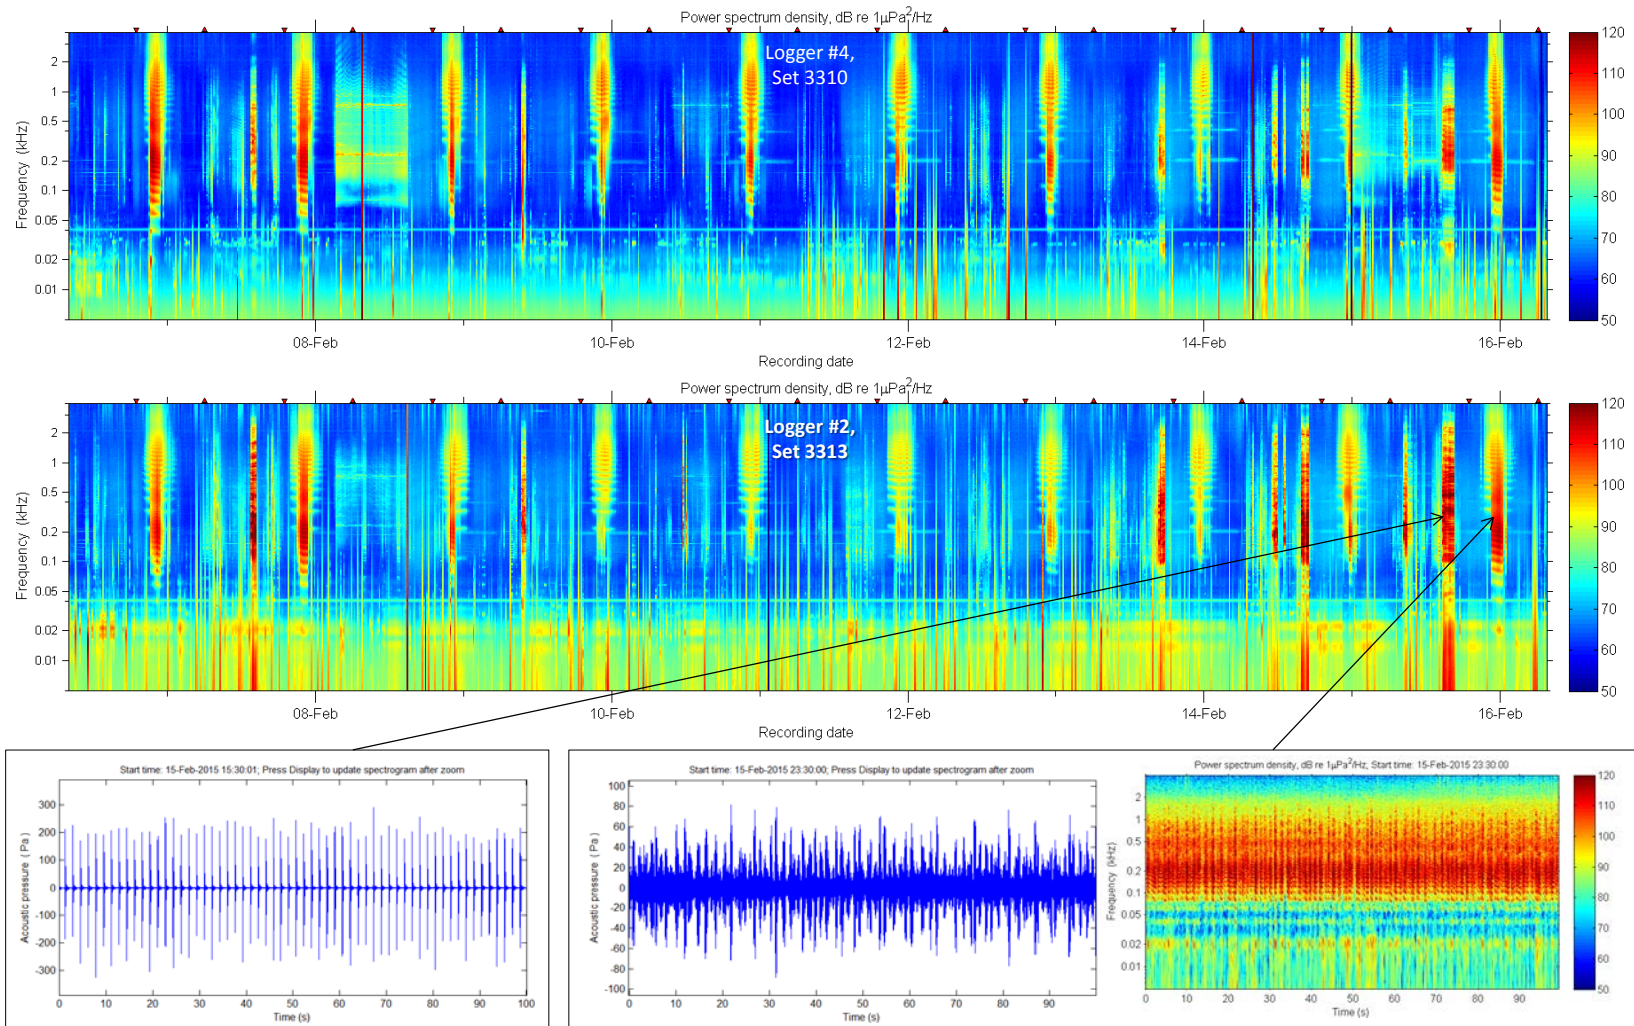 Power spectrum density, dB re 1μPa²/Hz
Logger #4,
Set 3310
Frequency (kHz)
2
1
0.5
0.2
0.1
0.05
0.02
0.01
120
110
100
90
80
70
60
50
08-Feb
10-Feb
12-Feb
14-Feb
16-Feb
Recording date
Power spectrum density, dB re 1μPa²/Hz
Logger #2,
Set 3313
Frequency (kHz)
2
1
0.5
0.2
0.1
0.05
0.02
0.01
120
110
100
90
80
70
60
50
08-Feb
10-Feb
12-Feb
14-Feb
16-Feb
Recording date
Start time: 15-Feb-2015 15:30:01; Press Display to update spectrogram after zoom
Acoustic pressure (Pa)
300
200
100
0
-100
-200
-300
0 10 20 30 40 50 60 70 80 90 100
Time (s)
Start time: 15-Feb-2015 23:30:00; Press Display to update spectrogram after zoom
Acoustic pressure (Pa)
100
80
60
40
20
0
-20
-40
-60
-80
-100
0 10 20 30 40 50 60 70 80 90
Time (s)
Power spectrum density, dB re 1μPa²/Hz; Start time: 15-Feb-2015 23:30:00
Frequency (kHz)
2
1
0.5
0.2
0.1
0.05
0.02
0.01
0 10 20 30 40 50 60 70 80 90
Time (s)
120
110
100
90
80
70
60
50